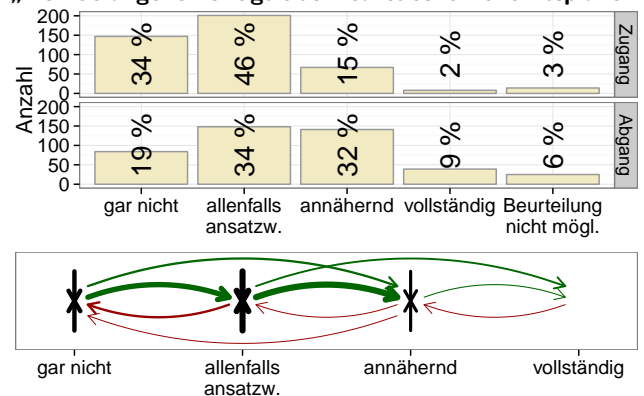 200
150
100
50
0
34 %
46 %
15 %
2 %
3 %
Zugang
Anzahl
200
150
100
50
0
19 %
34 %
32 %
9 %
6 %
Abgang
gar nicht
allenfalls
ansatzw.
annähernd
vollständig
Beurteilung
nicht mögl.
gar nicht
allenfalls
ansatzw.
annähernd
vollständig